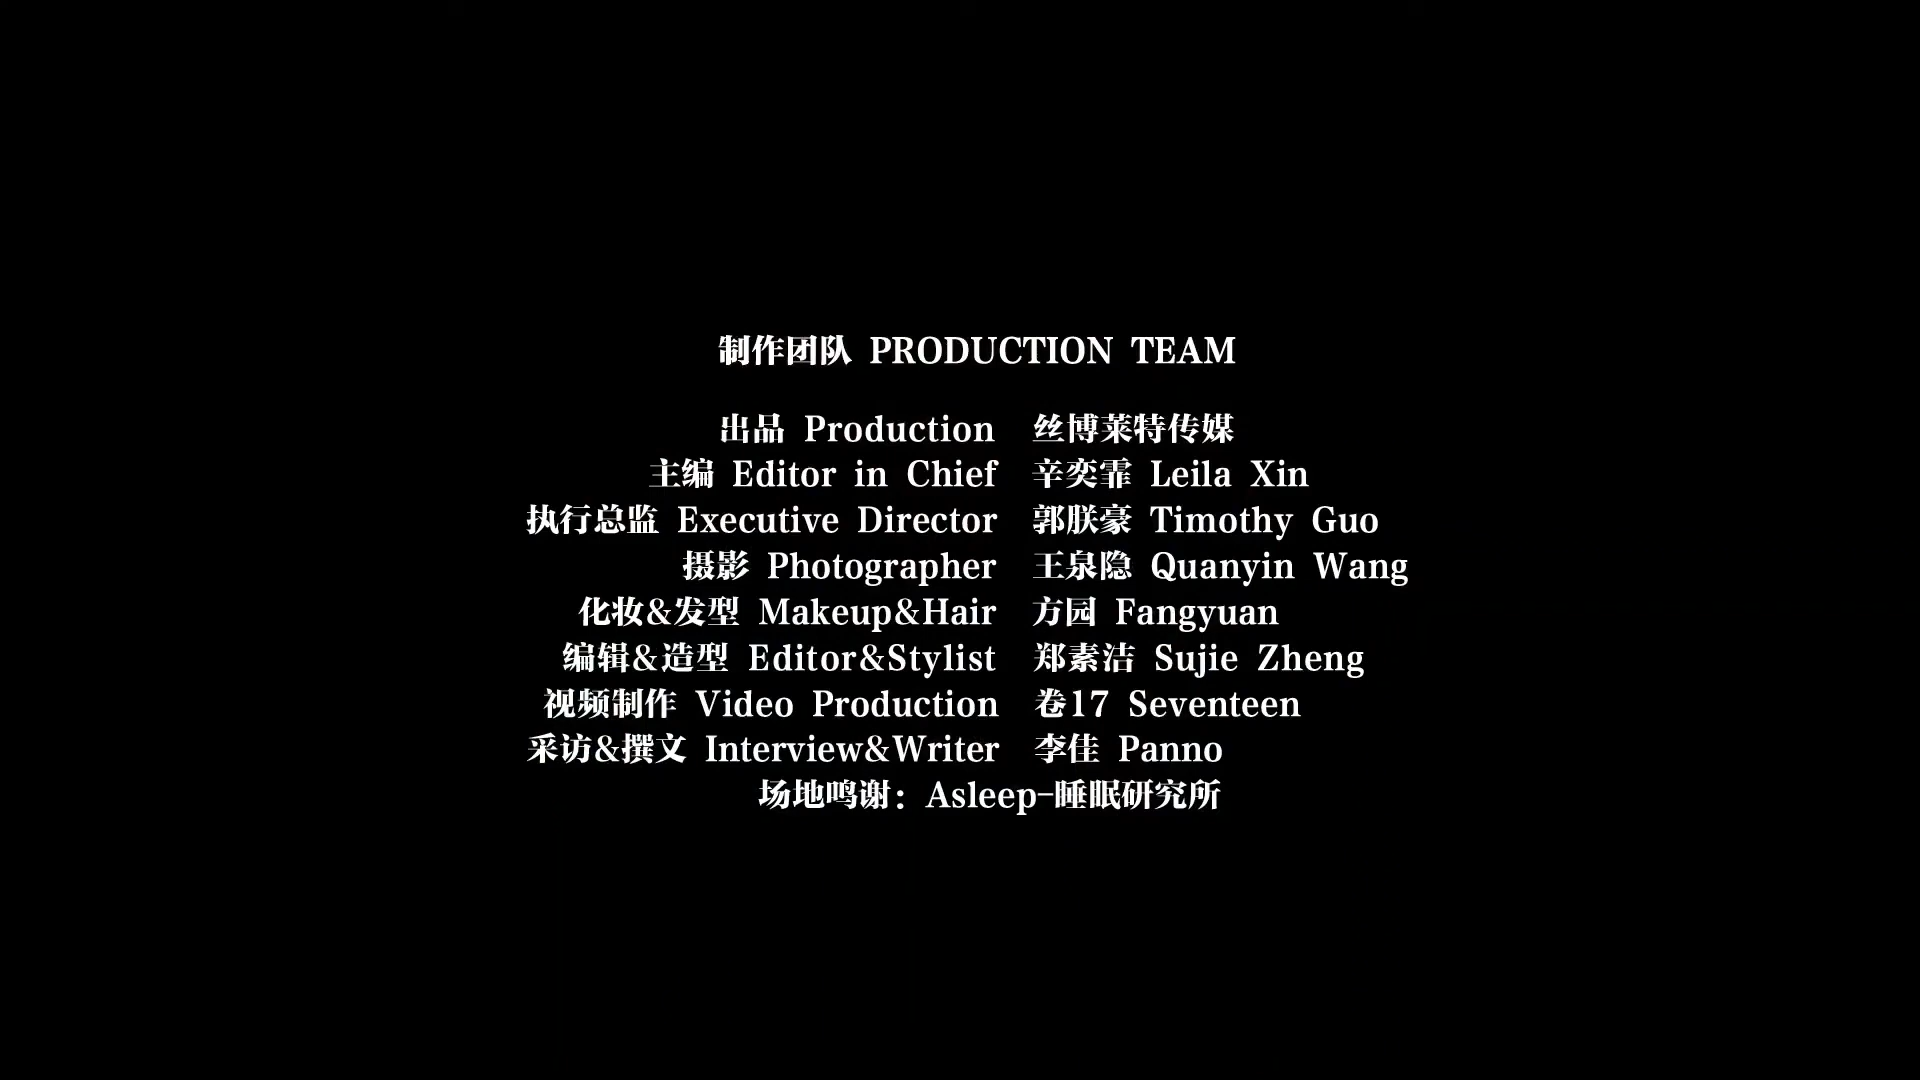 制作团队 PRODUCTION TEAM
出品 Production 丝博莱特传媒
主编 Editor in Chief 辛奕霏 Leila Xin
执行总监 Executive Director 郭朕豪 Timothy Guo
摄影 Photographer 王泉隐 Quanyin Wang
化妆&发型 Makeup&Hair 方园 Fangyuan
编辑&造型 Editor&Stylist 郑素洁 Sujie Zheng
视频制作 Video Production 卷17 Seventeen
采访&撰文 Interview&Writer 李佳 Panno
场地鸣谢：Asleep-睡眠研究所